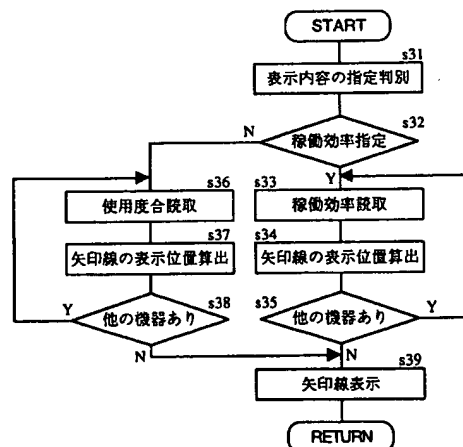 START
s31
表示内容の指定判別
s32
N
稼働効率指定
Y
s36
s33
使用度合読取
稼働効率読取
s37
s34
矢印線の表示位置算出
矢印線の表示位置算出
Y
s38
s35
Y
他の機器あり
他の機器あり
N
N
s39
矢印線表示
RETURN